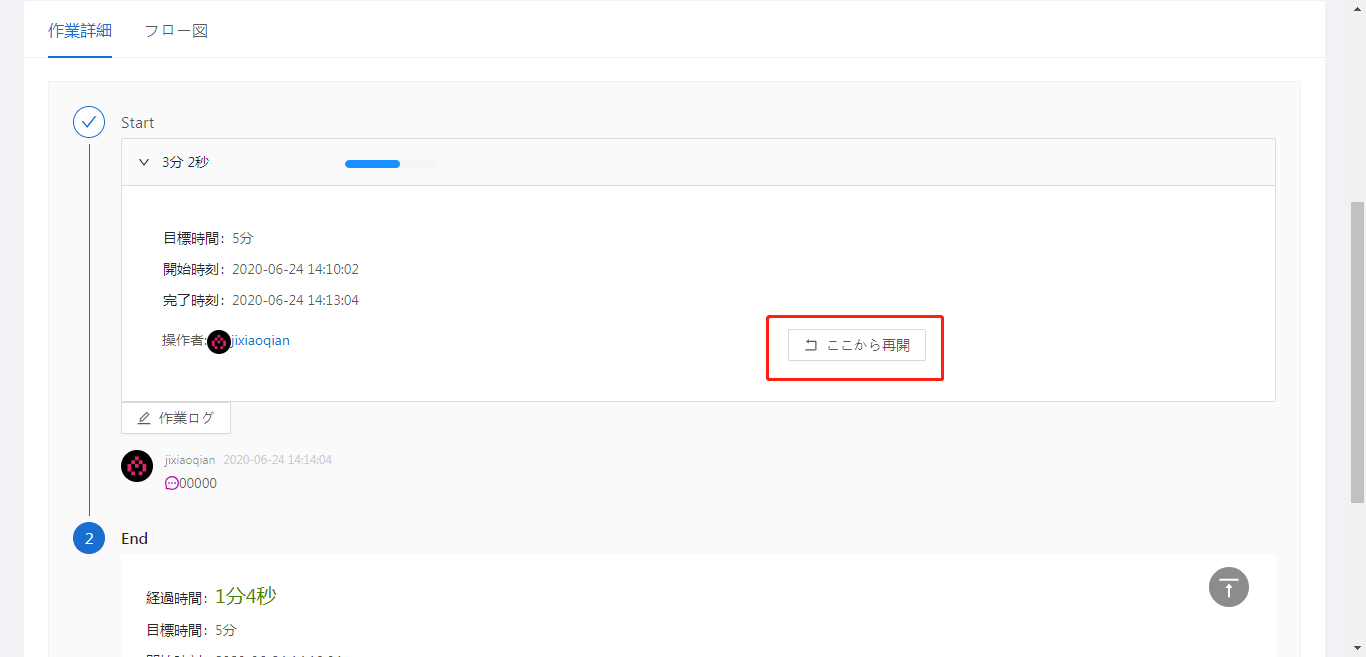 作業詳細 フロー図
Start
3分 2秒
目標時間: 5分
開始時刻: 2020-06-24 14:10:02
完了時刻: 2020-06-24 14:13:04
操作者: jixiaoqian
ここから再開
作業ログ
jixiaoqian 2020-06-24 14:14:04
00000
2 End
経過時間: 1分4秒
目標時間: 5分